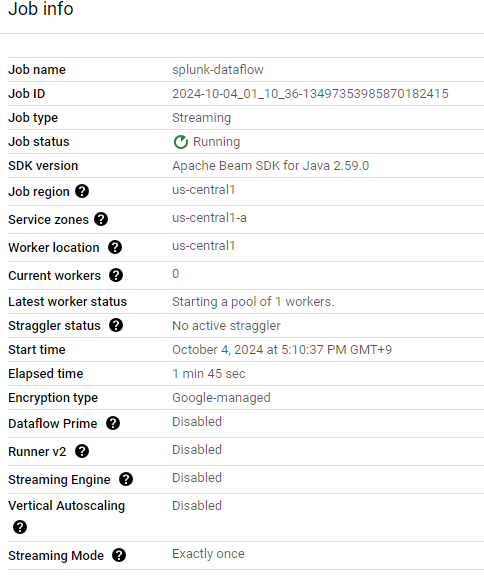 Job info
Job name splunk-dataflow
Job ID 2024-10-04_01_10_36-13497353985870182415
Job type Streaming
Job status Running
SDK version Apache Beam SDK for Java 2.59.0
Job region ? us-central1
Service zones ? us-central1-a
Worker location ? us-central1
Current workers ? 0
Latest worker status Starting a pool of 1 workers.
Straggler status ? No active straggler
Start time October 4, 2024 at 5:10:37 PM GMT+9
Elapsed time 1 min 45 sec
Encryption type Google-managed
Dataflow Prime ? Disabled
Runner v2 ? Disabled
Streaming Engine ? Disabled
Vertical Autoscaling Disabled
?
Streaming Mode ? Exactly once